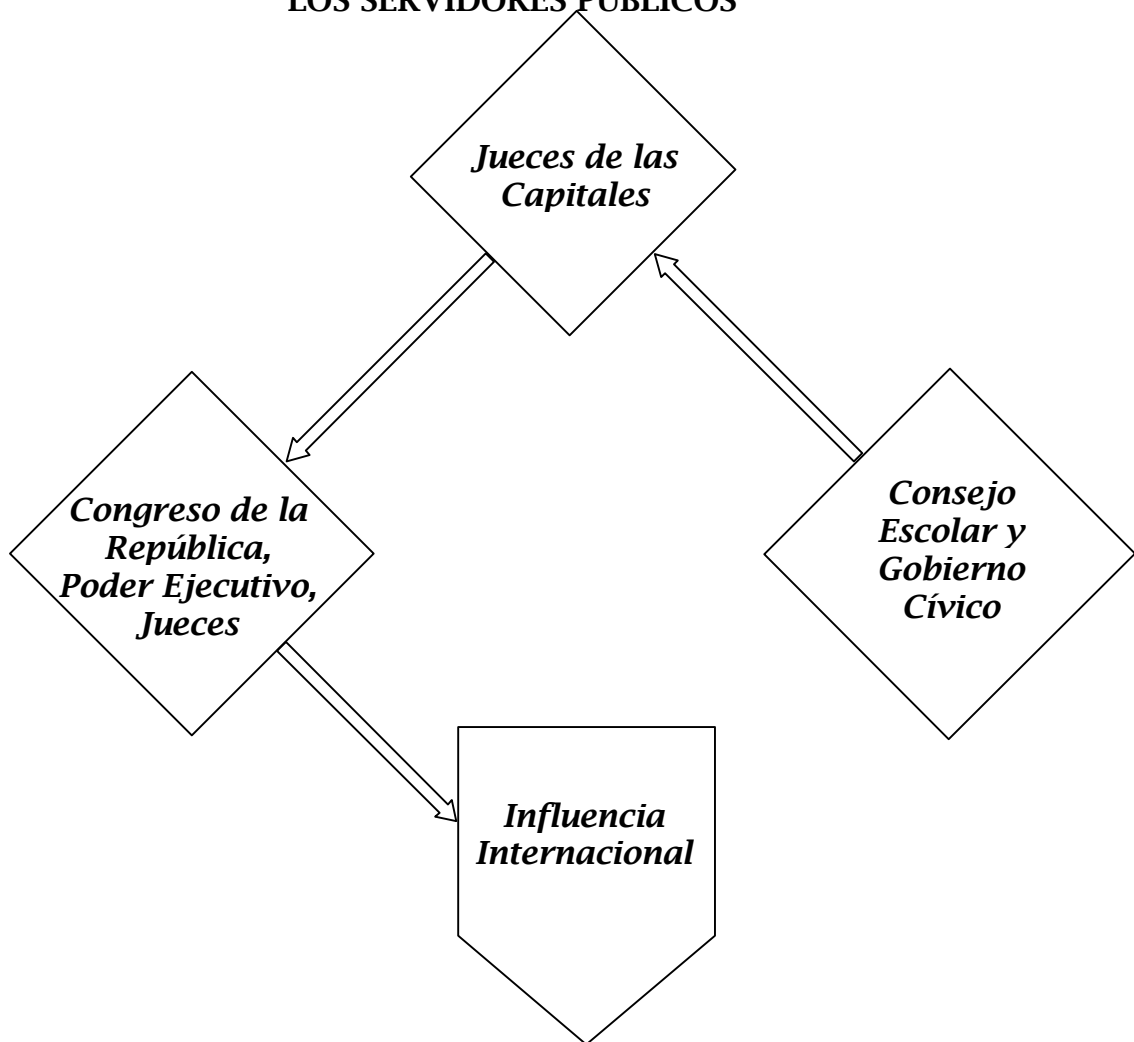 LOS SERVIDORES PÚBLICOS
Jueces de las
Capitales
Congreso de la
República,
Poder Ejecutivo,
Jueces
Consejo
Escolar y
Gobierno
Cívico
Influencia
Internacional